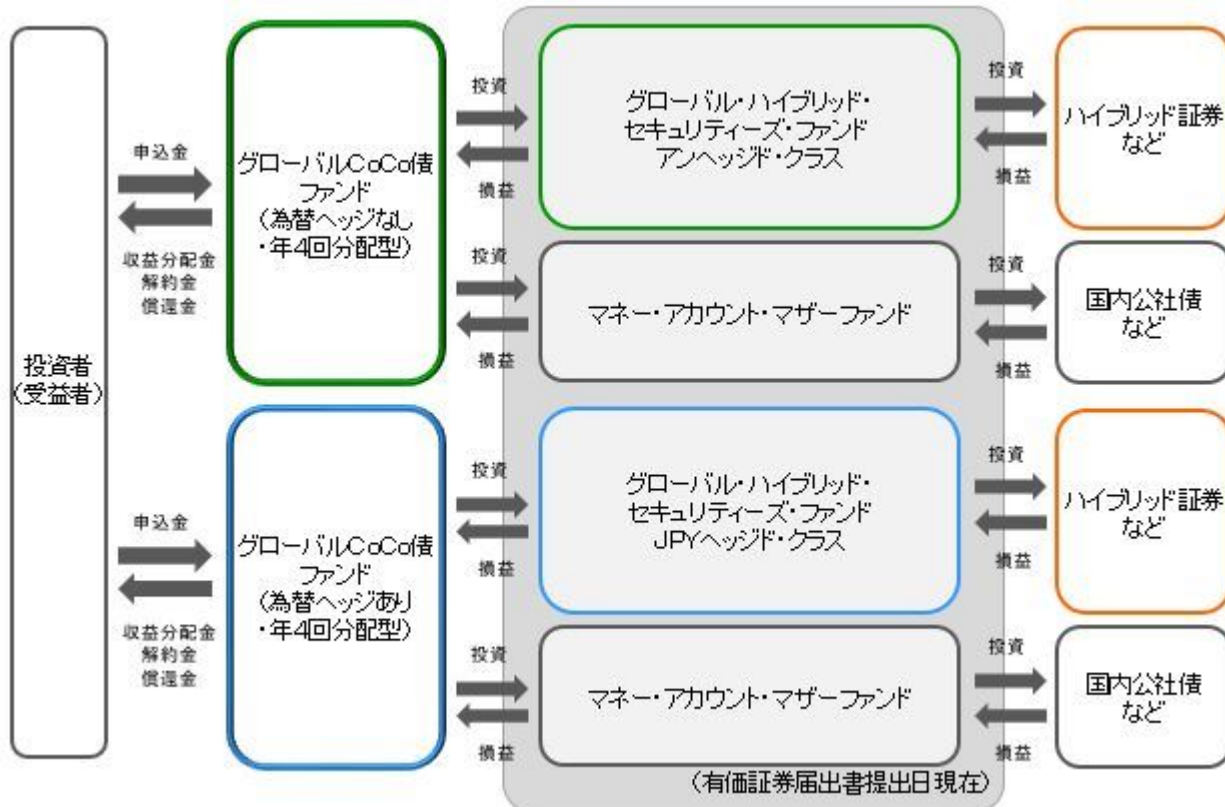 投資者
(受益者)
申込金
収益分配金
解約金
償還金
グローバルCoCo債
ファンド
(為替ヘッジなし
・年4回分配型)
投資
損益
グローバル・ハイブリッド・
セキュリティーズ・ファンド
アンヘッジド・クラス
投資
損益
ハイブリッド証券
など
投資
損益
マネー・アカウント・マザーファンド
投資
損益
国内公社債
など
申込金
収益分配金
解約金
償還金
グローバルCoCo債
ファンド
(為替ヘッジあり
・年4回分配型)
投資
損益
グローバル・ハイブリッド・
セキュリティーズ・ファンド
JPYヘッジド・クラス
投資
損益
ハイブリッド証券
など
投資
損益
マネー・アカウント・マザーファンド
投資
損益
国内公社債
など
(有価証券届出書提出日現在)